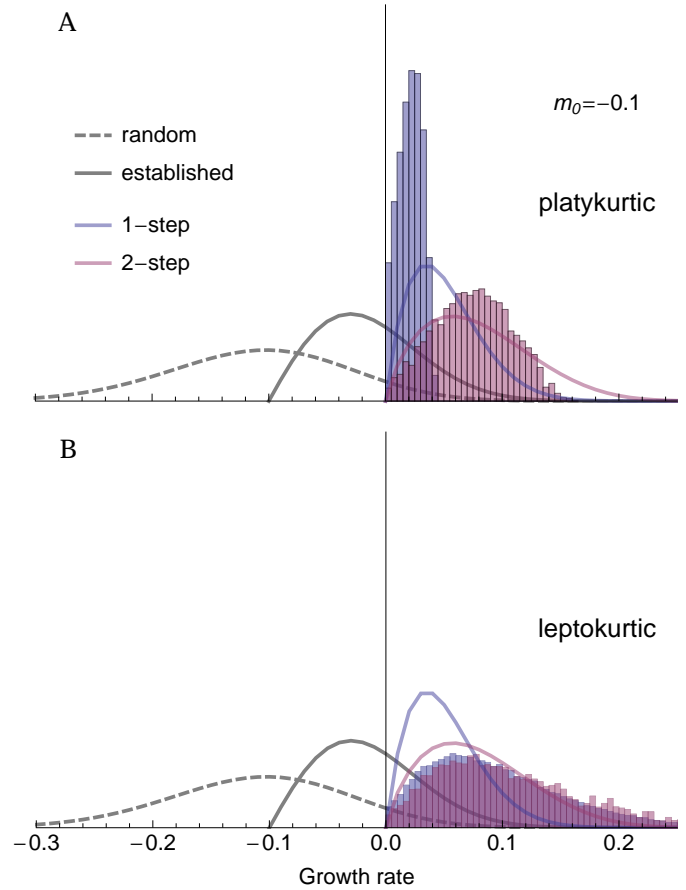 A
m₀=−0.1
random
established
platykurtic
1−step
2−step
B
leptokurtic
−0.3 −0.2 −0.1 0.0 0.1 0.2
Growth rate